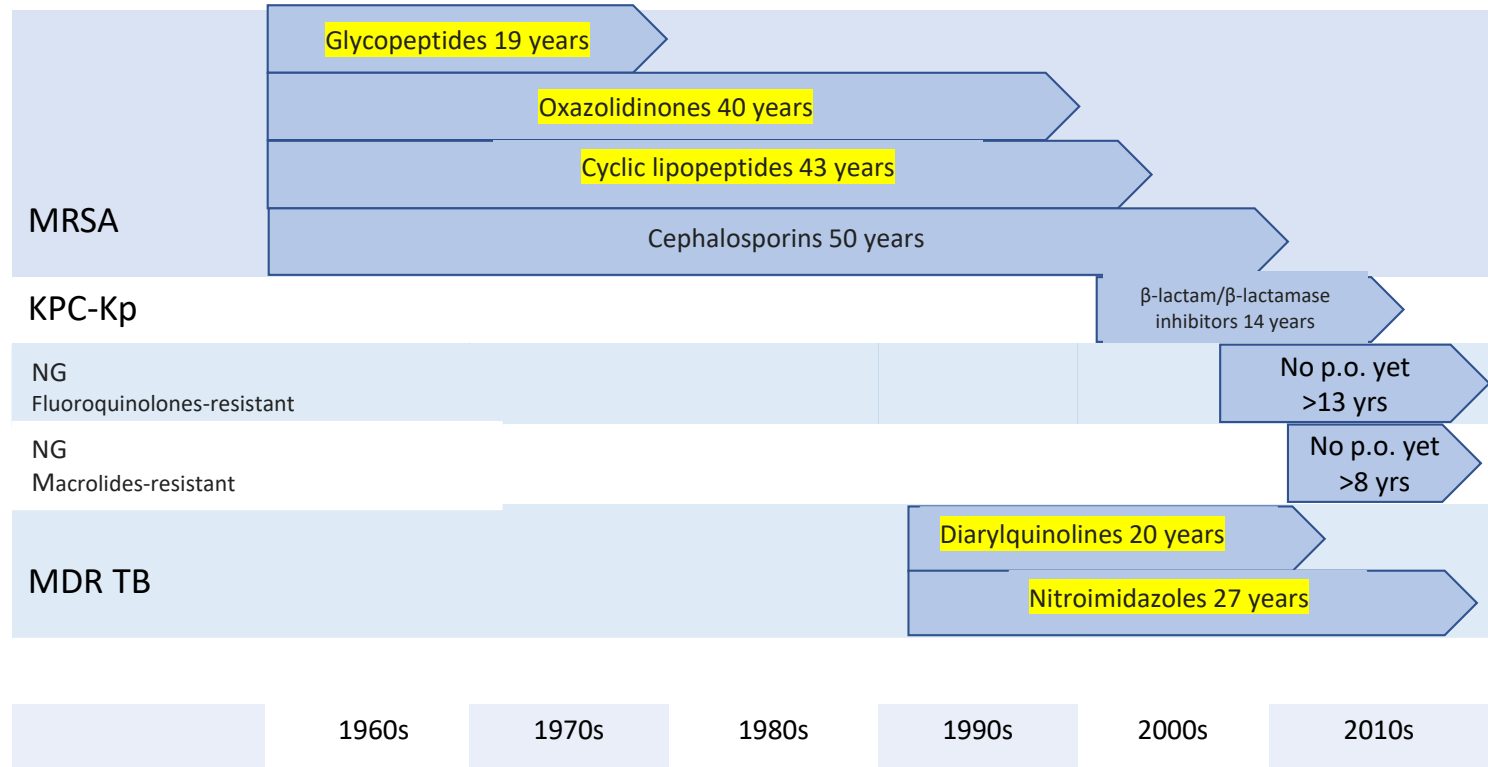 Glycopeptides 19 years
Oxazolidinones 40 years
Cyclic lipopeptides 43 years
MRSA
Cephalosporins 50 years
KPC-Kp
β-lactam/β-lactamase
inhibitors 14 years
NG
Fluoroquinolones-resistant
No p.o. yet
>13 yrs
NG
Macrolides-resistant
No p.o. yet
>8 yrs
Diarylquinolines 20 years
MDR TB
Nitroimidazoles 27 years
1960s 1970s 1980s 1990s 2000s 2010s